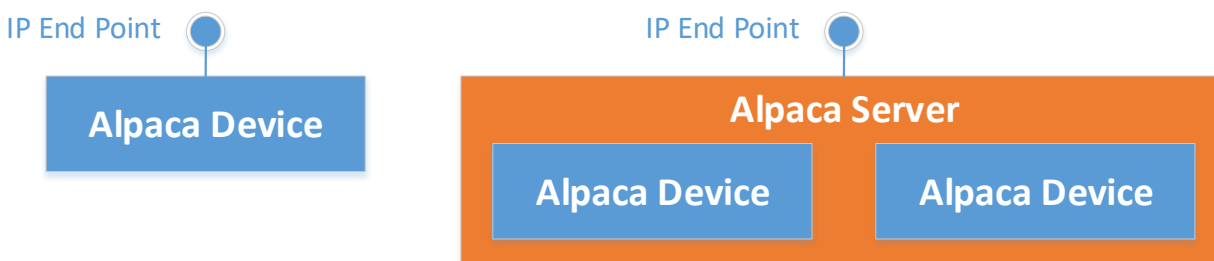 IP End Point
IP End Point
Alpaca Device
Alpaca Server
Alpaca Device
Alpaca Device